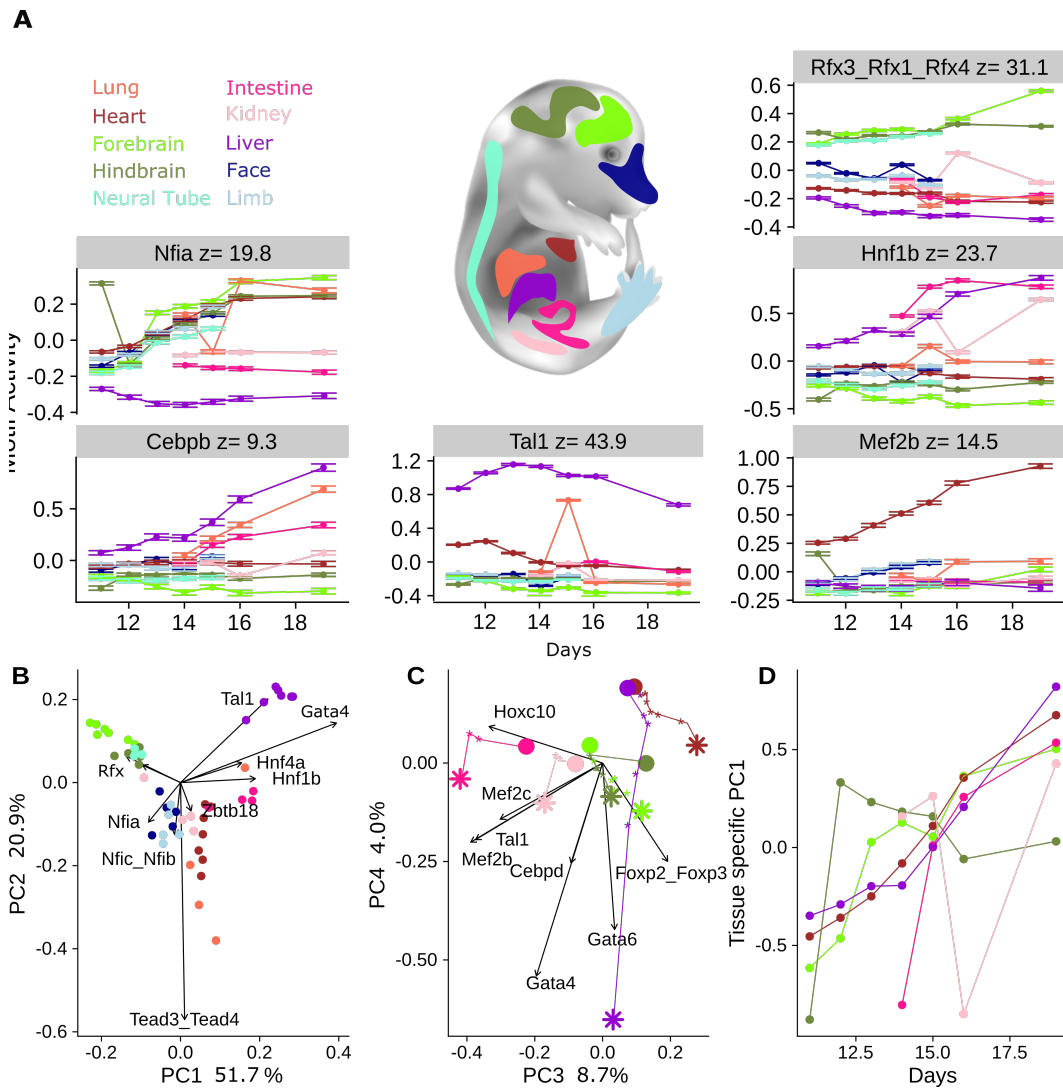 A
Lung
Heart
Forebrain
Hindbrain
Neural Tube
Intestine
Kidney
Liver
Face
Limb
Rfx3_Rfx1_Rfx4 z= 31.1
0.6
0.4
0.2
0.0
-0.2
-0.4
Nfia z= 19.8
0.2
0.0
-0.2
-0.4
Hnf1b z= 23.7
1.0
0.5
0.0
-0.5
Motif Activity
Cebpb z= 9.3
0.5
0.0
12 14 16 18
Tal1 z= 43.9
1.2
0.8
0.4
0.0
-0.4
12 14 16 18
Days
Mef2b z= 14.5
1.00
0.75
0.50
0.25
0.00
-0.25
12 14 16 18
B
PC2 20.9%
0.2
0.0
-0.2
-0.4
-0.6
Tal1
Gata4
Hnf4a
Hnf1b
Rfx
Zbtb18
Nfia
Nfic_Nfib
Tead3_Tead4
-0.2 0.0 0.2 0.4
PC1 51.7%
C
PC4 4.0%
0.00
-0.25
-0.50
Hoxc10
Mef2c
Tal1
Mef2b
Cebpd
Foxp2_Foxp3
Gata6
Gata4
-0.4 -0.2 0.0 0.2
PC3 8.7%
D
Tissue specific PC1
0.5
0.0
-0.5
12.5 15.0 17.5
Days